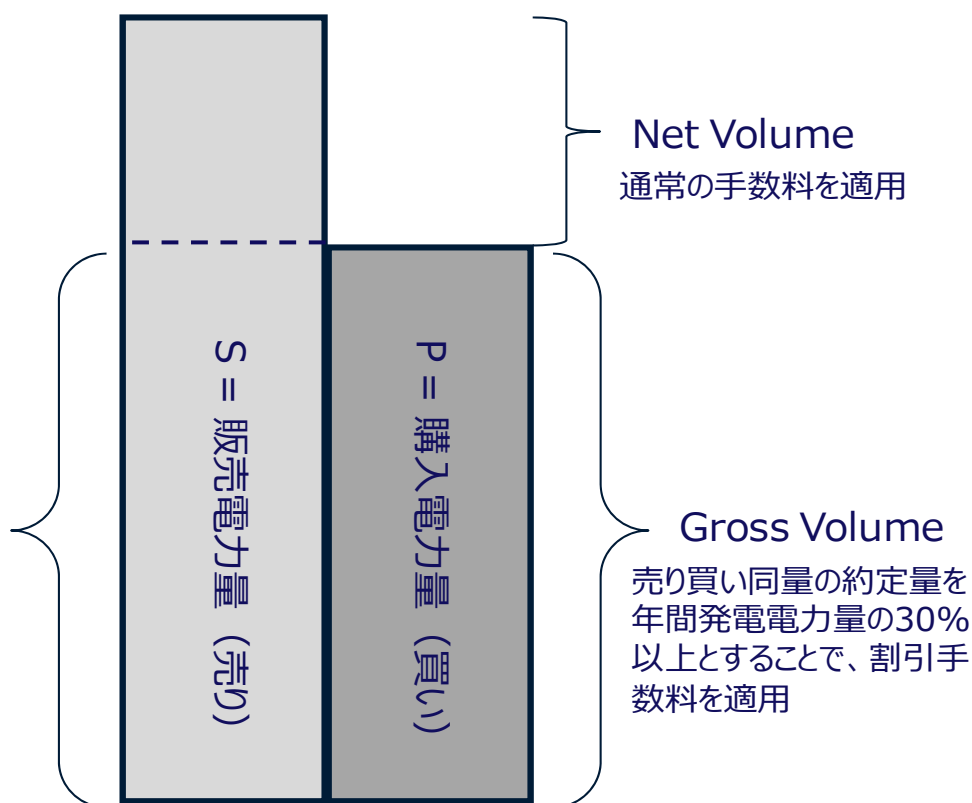 Net Volume
通常の手数料を適用
S = 販売電力量（売り）
P = 購入電力量（買い）
Gross Volume
売り買い同量の約定量を
年間発電電力量の30%
以上とすることで、割引手
数料を適用